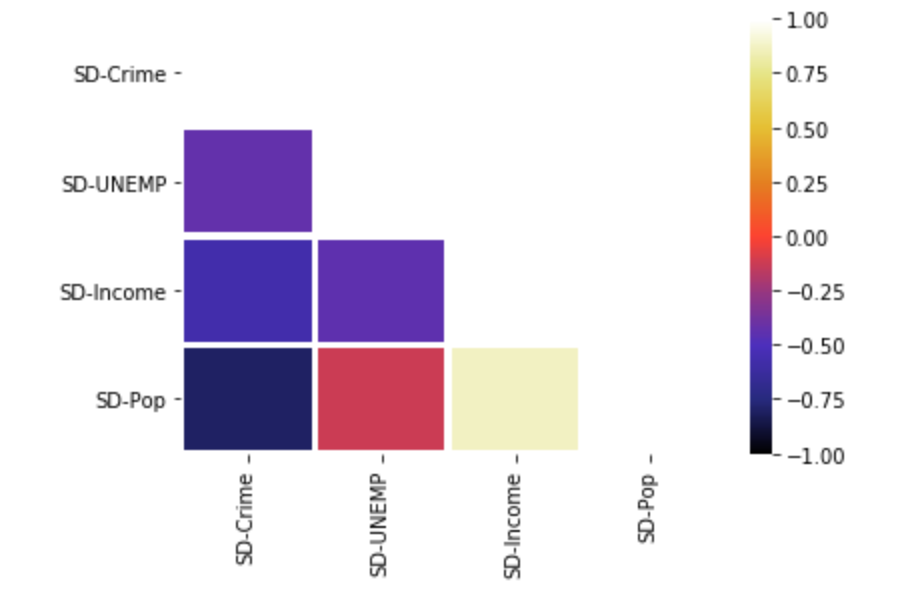 SD-Crime
SD-UNEMP
SD-Income
SD-Pop
SD-Crime
SD-UNEMP
SD-Income
SD-Pop
1.00
0.75
0.50
0.25
0.00
−0.25
−0.50
−0.75
−1.00